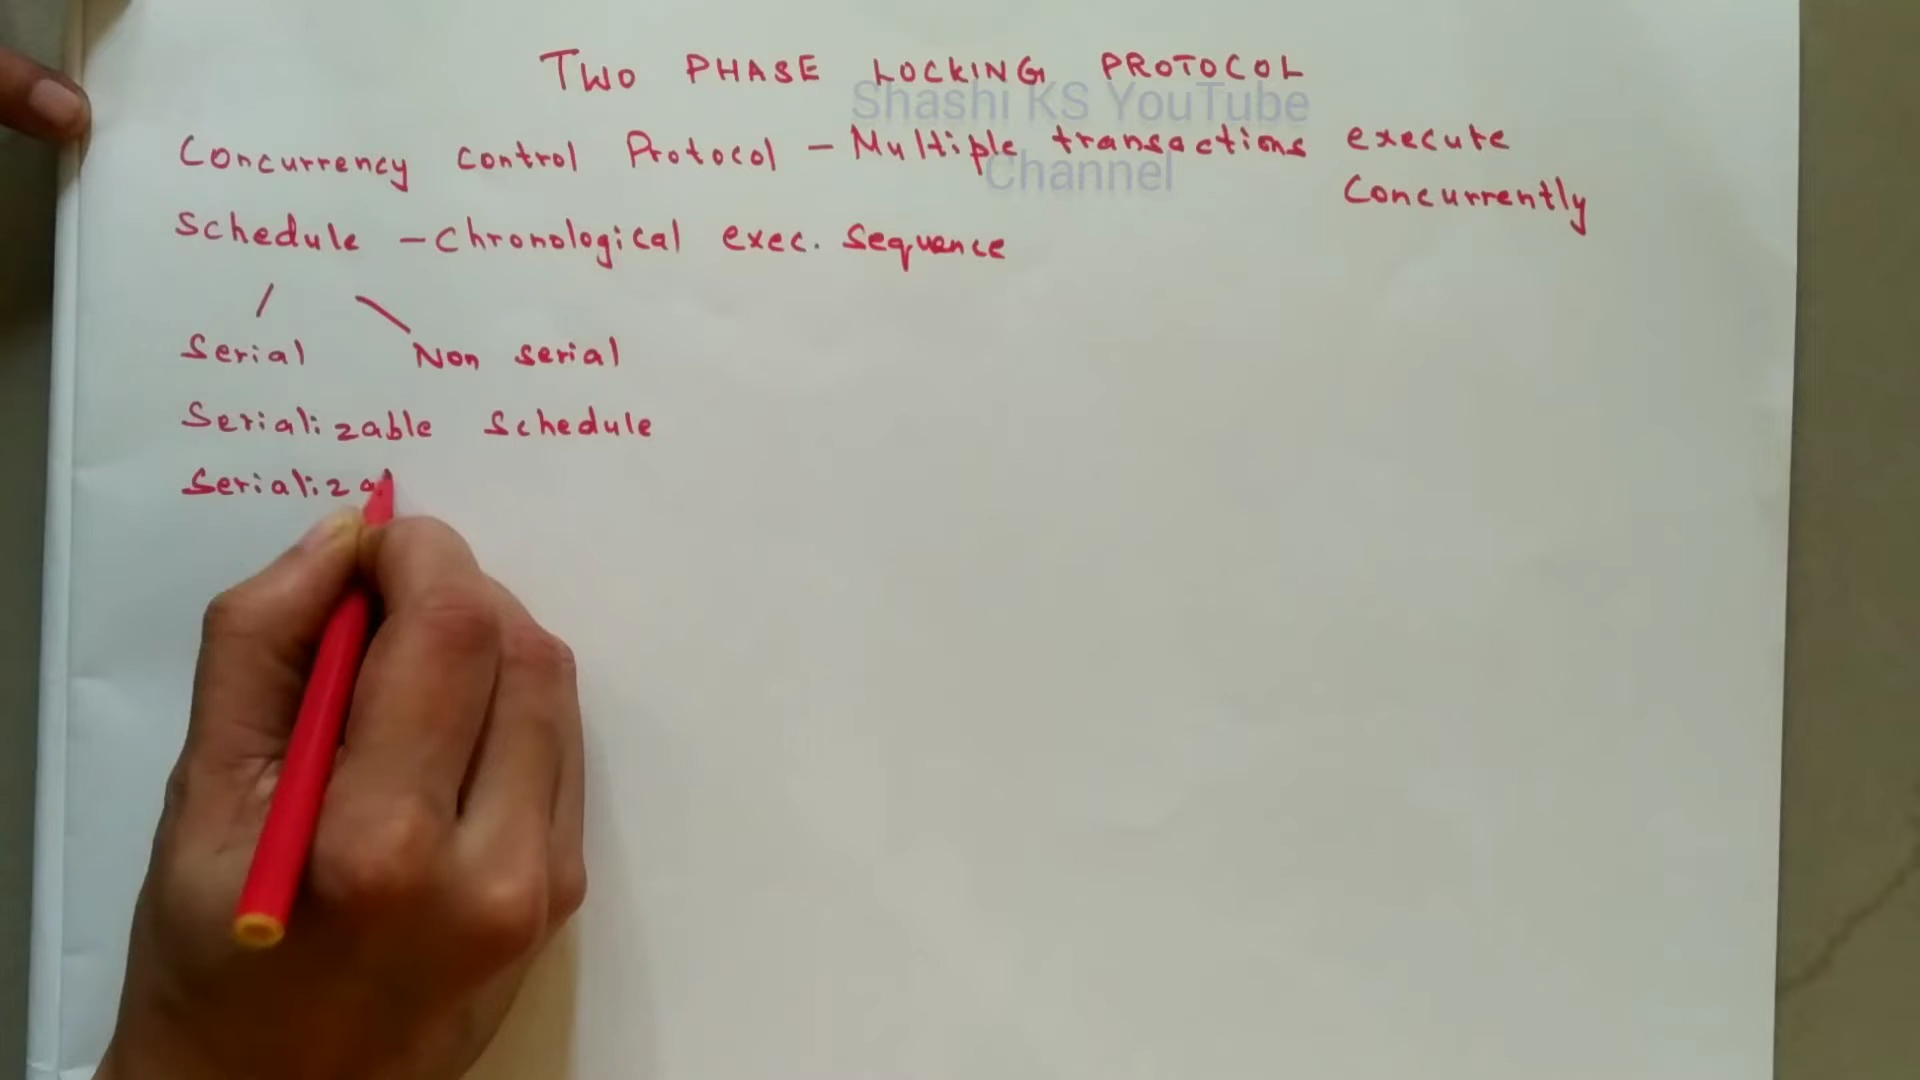 TWO PHASE LOCKING PROTOCOL
Shashi KS YouTube
Channel
Concurrency control Protocol - Multiple transactions execute
Concurrently
Schedule - Chronological exec. sequence
Serial Non serial
Serializable Schedule